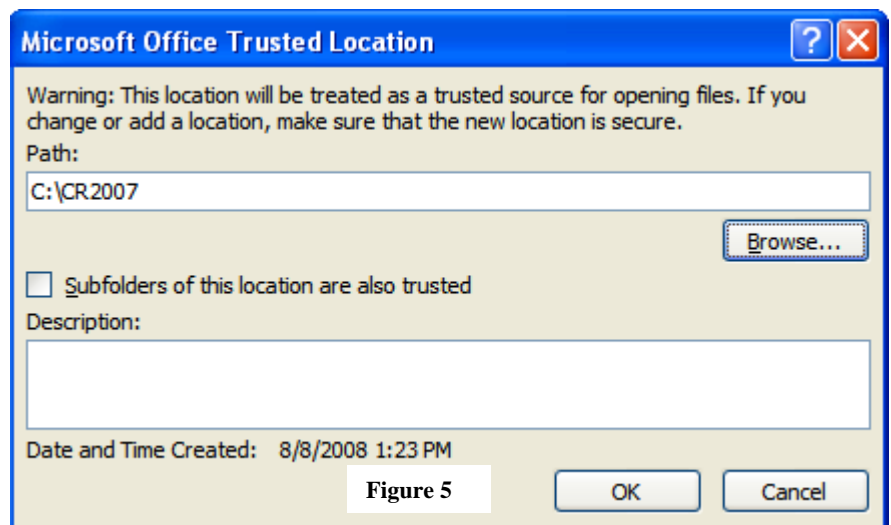 Microsoft Office Trusted Location
Warning: This location will be treated as a trusted source for opening files. If you
change or add a location, make sure that the new location is secure.
Path:
C:\CR2007
Browse...
Subfolders of this location are also trusted
Description:
Date and Time Created: 8/8/2008 1:23 PM
Figure 5
OK
Cancel